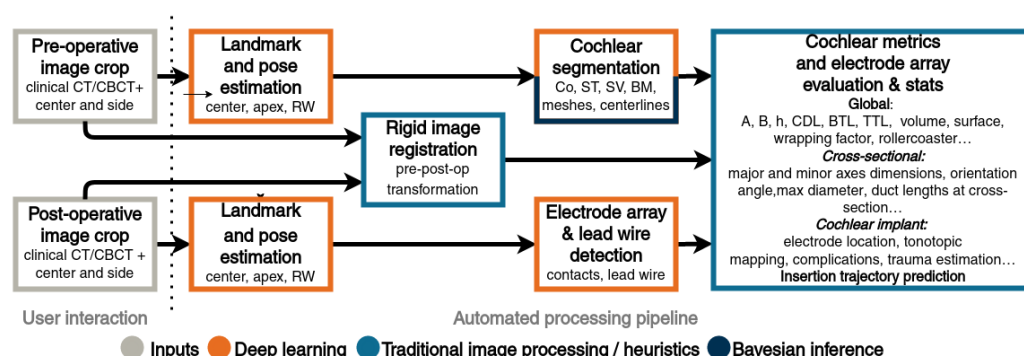 Pre-operative
image crop
clinical CT/CBCT+
center and side
Landmark
and pose
estimation
center, apex, RW
Cochlear
segmentation
Co, ST, SV, BM,
meshes, centerlines
Rigid image
registration
pre-post-op
transformation
Post-operative
image crop
clinical CT/CBCT +
center and side
Landmark
and pose
estimation
center, apex, RW
Electrode array
& lead wire
detection
contacts, lead wire
Cochlear metrics
and electrode array
evaluation & stats
Global:
A, B, h, CDL, BTL, TTL, volume, surface,
wrapping factor, rollercoaster...
Cross-sectional:
major and minor axes dimensions, orientation
angle,max diameter, duct lengths at cross-
section...
Cochlear implant:
electrode location, tonotopic
mapping, complications, trauma estimation...
Insertion trajectory prediction
User interaction
Automated processing pipeline
Inputs
Deep learning
Traditional image processing / heuristics
Bayesian inference